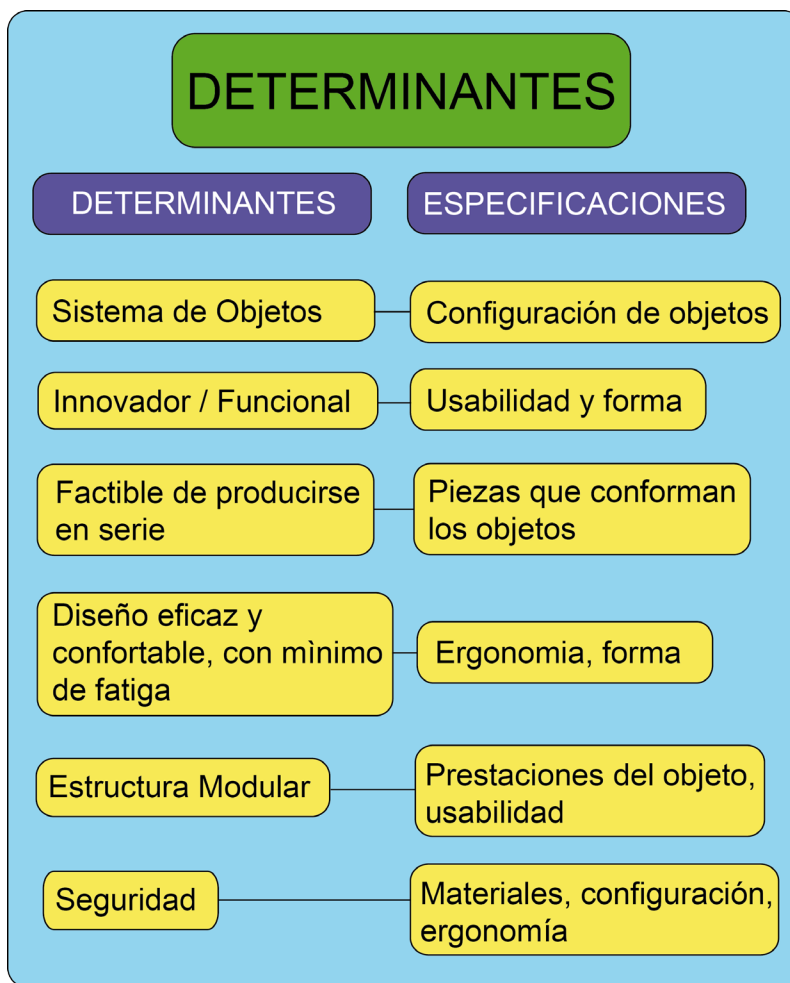 DETERMINANTES
DETERMINANTES
ESPECIFICACIONES
Sistema de Objetos
Configuración de objetos
Innovador / Funcional
Usabilidad y forma
Factible de producirse
en serie
Piezas que conforman
los objetos
Diseño eficaz y
confortable, con mìnimo
de fatiga
Ergonomia, forma
Estructura Modular
Prestaciones del objeto,
usabilidad
Seguridad
Materiales, configuración,
ergonomía